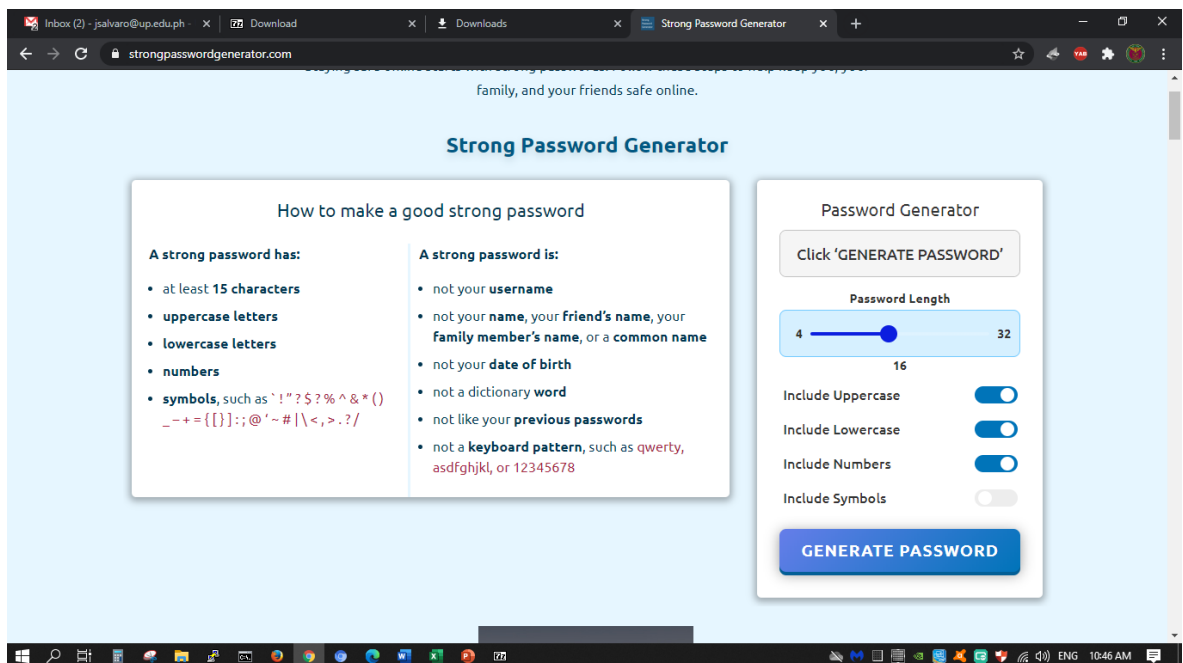 Inbox (2) - jsalvaro@up.edu.ph -
Download
Downloads
Strong Password Generator
strongpasswordgenerator.com
family, and your friends safe online.
Strong Password Generator
How to make a good strong password
A strong password has:
• at least 15 characters
• uppercase letters
• lowercase letters
• numbers
• symbols, such as ` ! " ? $ ? % ^ & * ( )
_ − + = { [ } ] : ; @ ‘ ~ # | \ < , > . ? /
A strong password is:
• not your username
• not your name, your friend’s name, your
family member’s name, or a common name
• not your date of birth
• not a dictionary word
• not like your previous passwords
• not a keyboard pattern, such as qwerty,
asdfghjkl, or 12345678
Password Generator
Click ‘GENERATE PASSWORD’
Password Length
4 32
16
Include Uppercase
Include Lowercase
Include Numbers
Include Symbols
GENERATE PASSWORD
ENG 10:46 AM